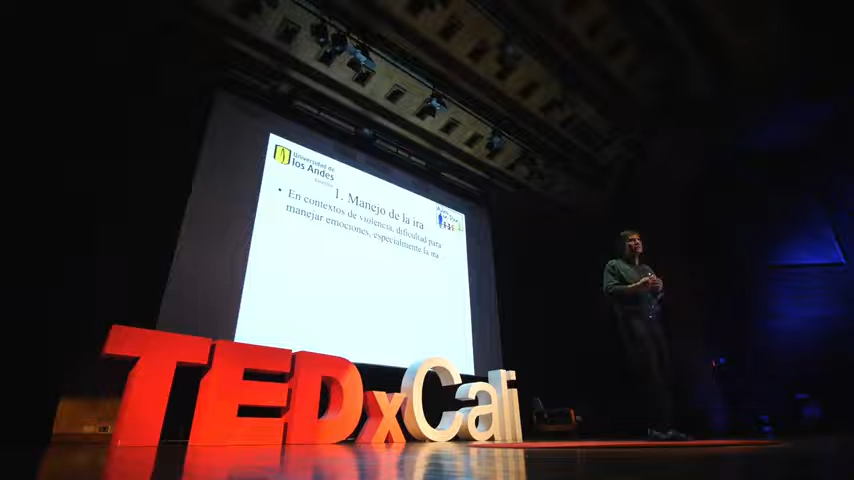 Universidad de
los Andes
1. Manejo de la ira
• En contextos de violencia, dificultad para
manejar emociones, especialmente la ira
TEDxCali